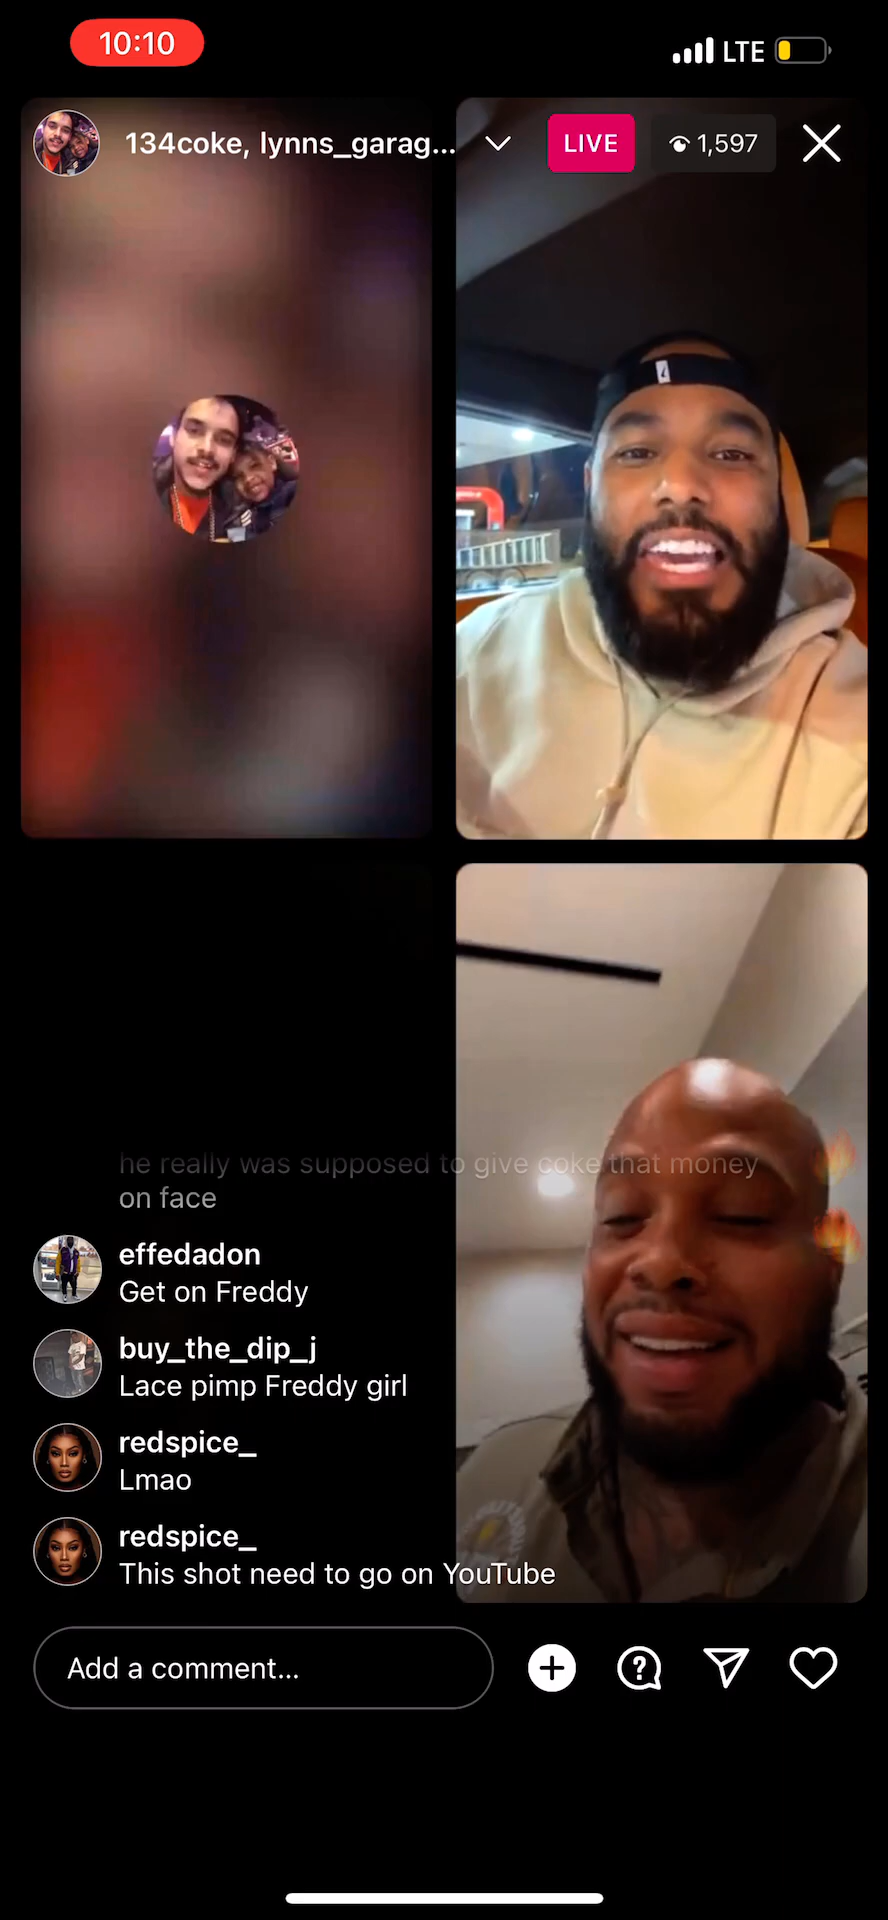 10:10
LTE
134coke, lynns_garag...
LIVE
1,597
he really was supposed to give coke that money
on face
effedadon
Get on Freddy
buy_the_dip_j
Lace pimp Freddy girl
redspice_
Lmao
redspice_
This shot need to go on YouTube
Add a comment...